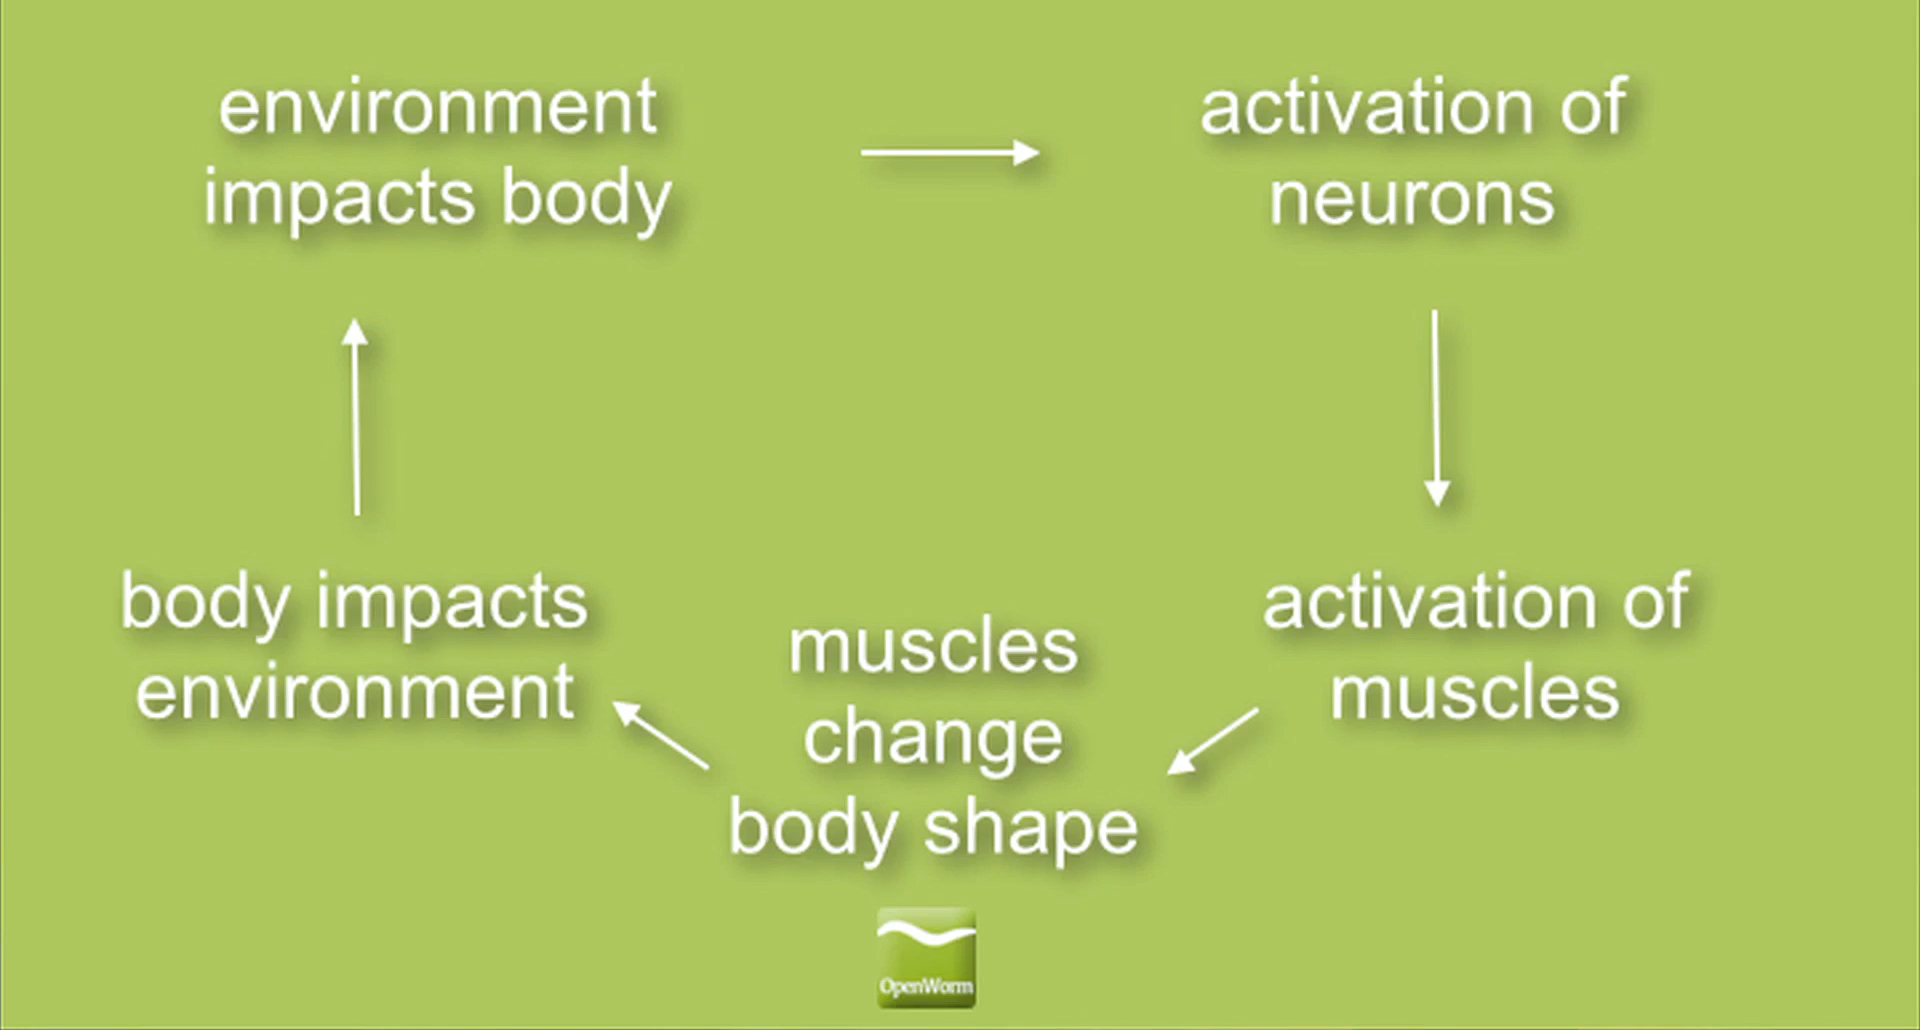 environment
impacts body
activation of
neurons
body impacts
environment
muscles
change
body shape
activation of
muscles
OpenWorm